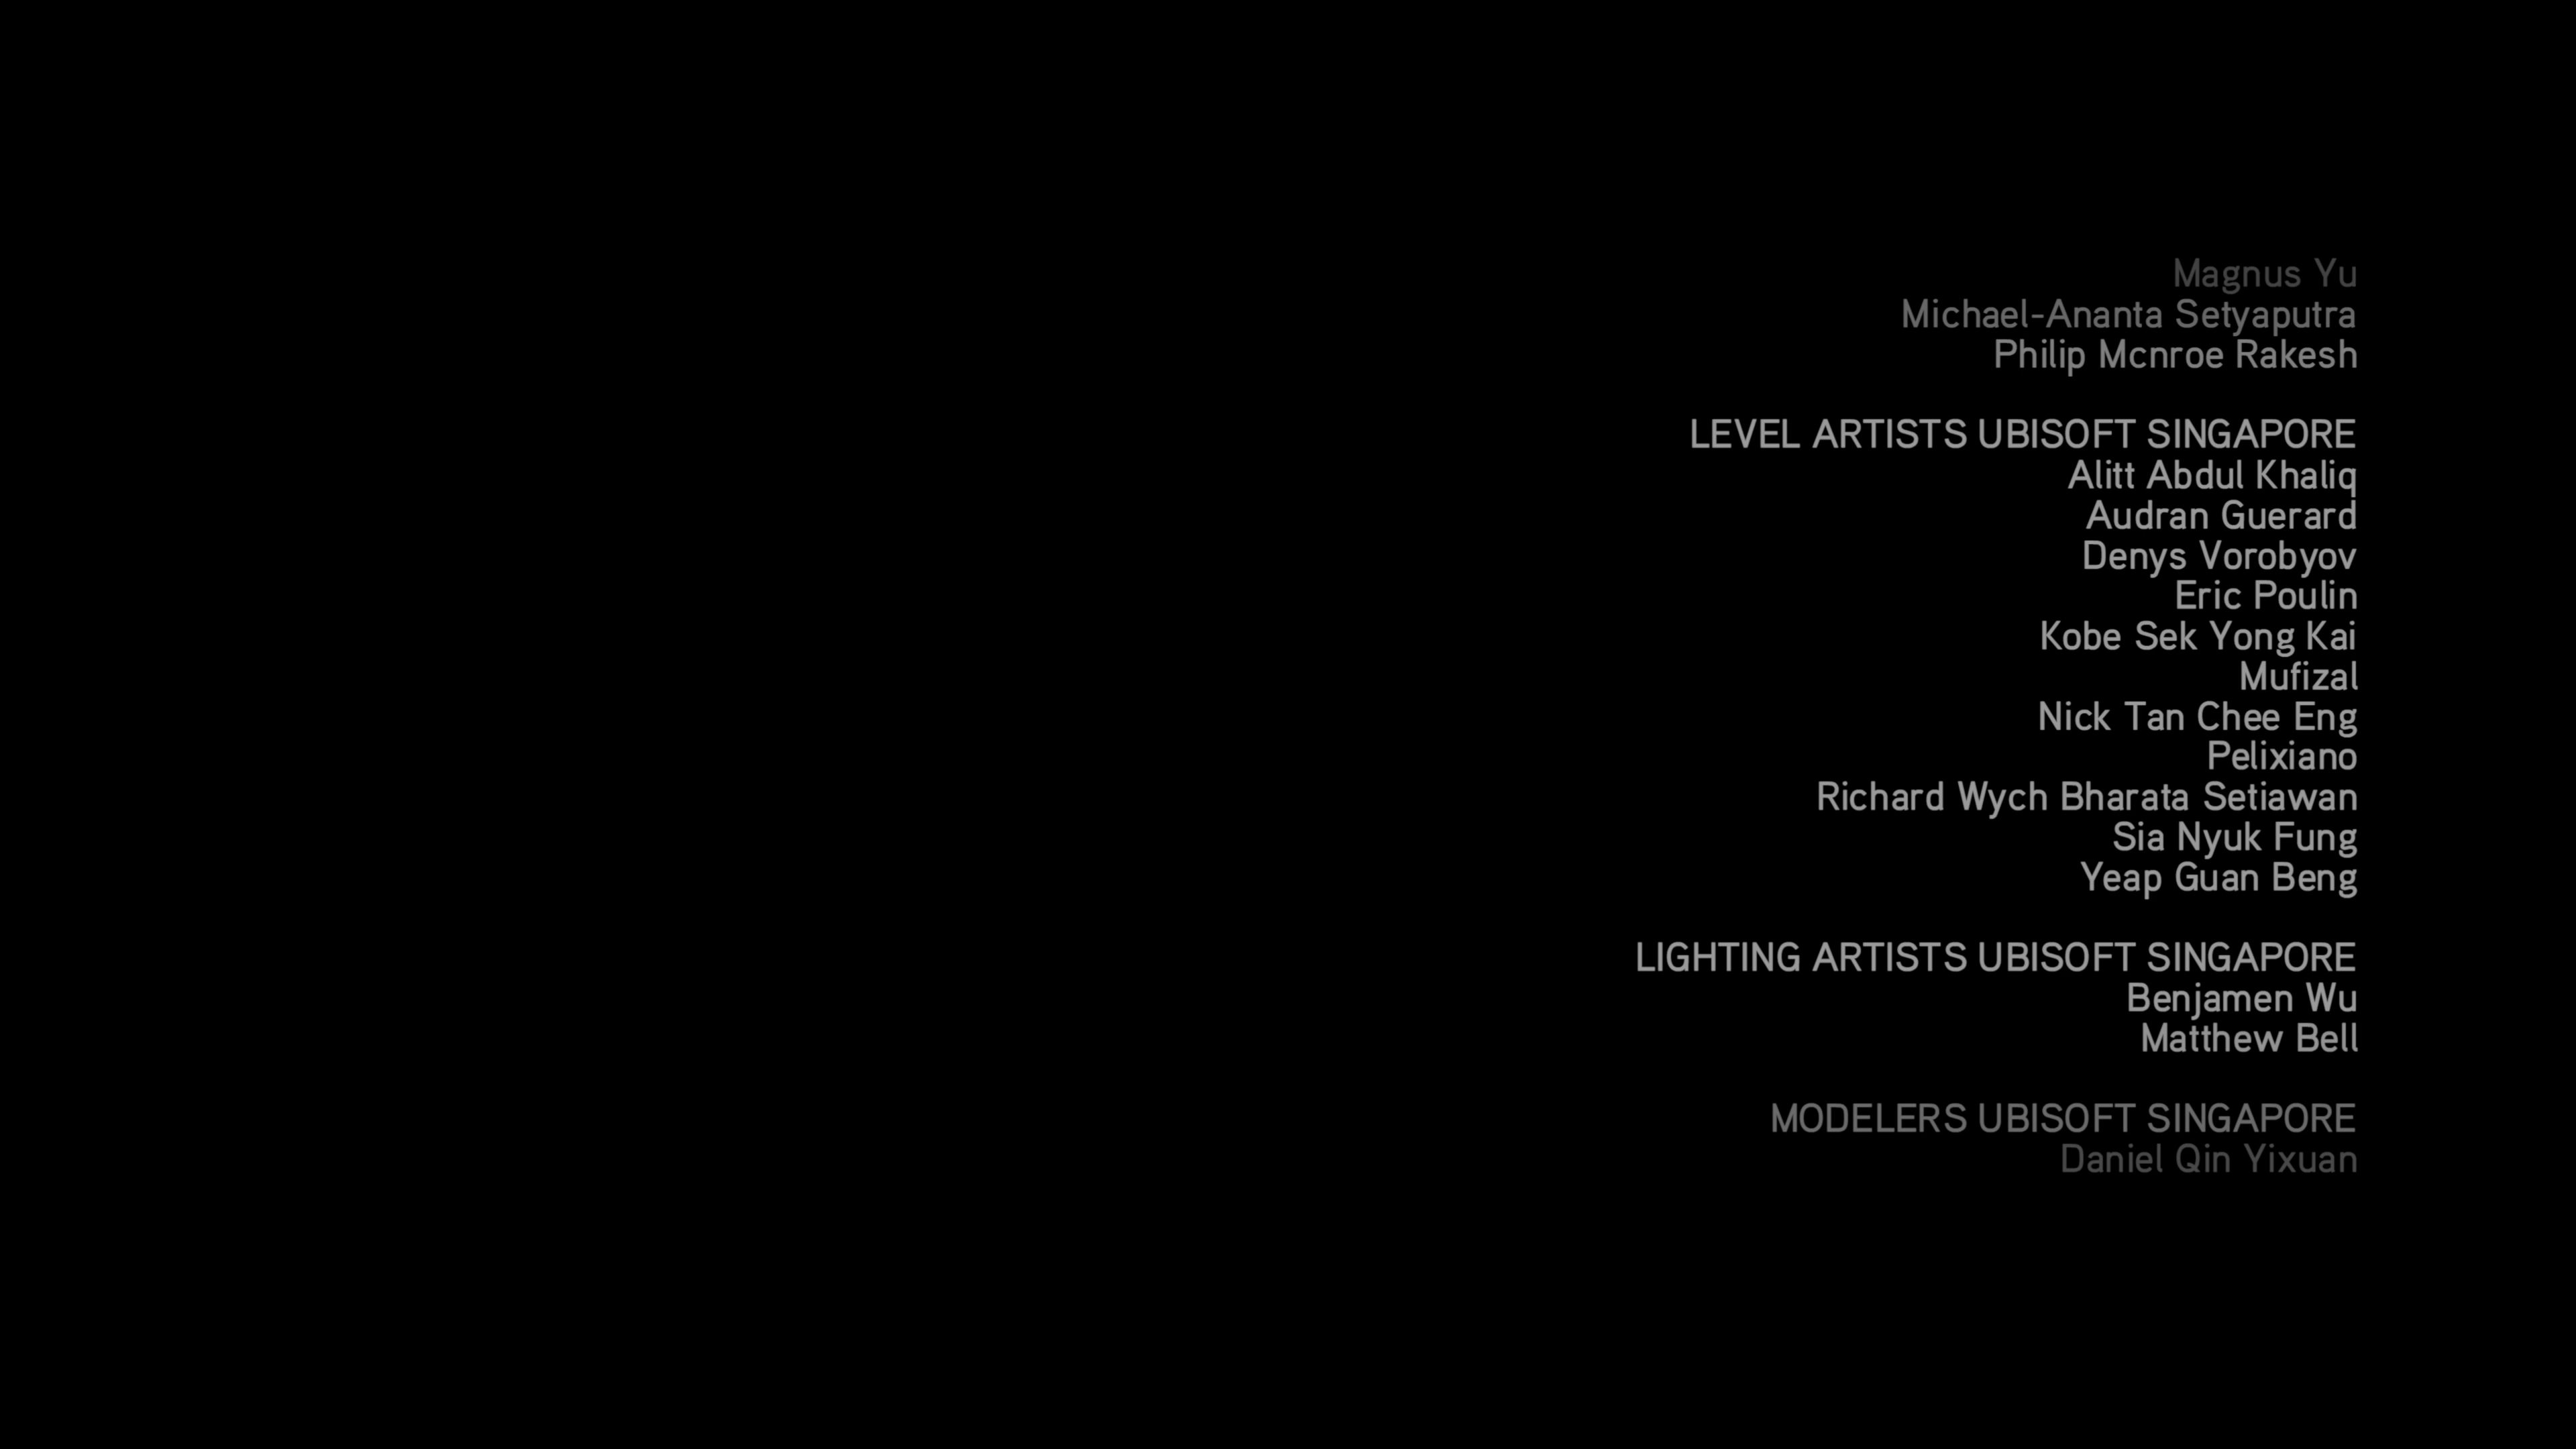 Magnus Yu
Michael-Ananta Setyaputra
Philip Mcnroe Rakesh
LEVEL ARTISTS UBISOFT SINGAPORE
Alitt Abdul Khaliq
Audran Guerard
Denys Vorobyov
Eric Poulin
Kobe Sek Yong Kai
Mufizal
Nick Tan Chee Eng
Pelixiano
Richard Wych Bharata Setiawan
Sia Nyuk Fung
Yeap Guan Beng
LIGHTING ARTISTS UBISOFT SINGAPORE
Benjamen Wu
Matthew Bell
MODELERS UBISOFT SINGAPORE
Daniel Qin Yixuan